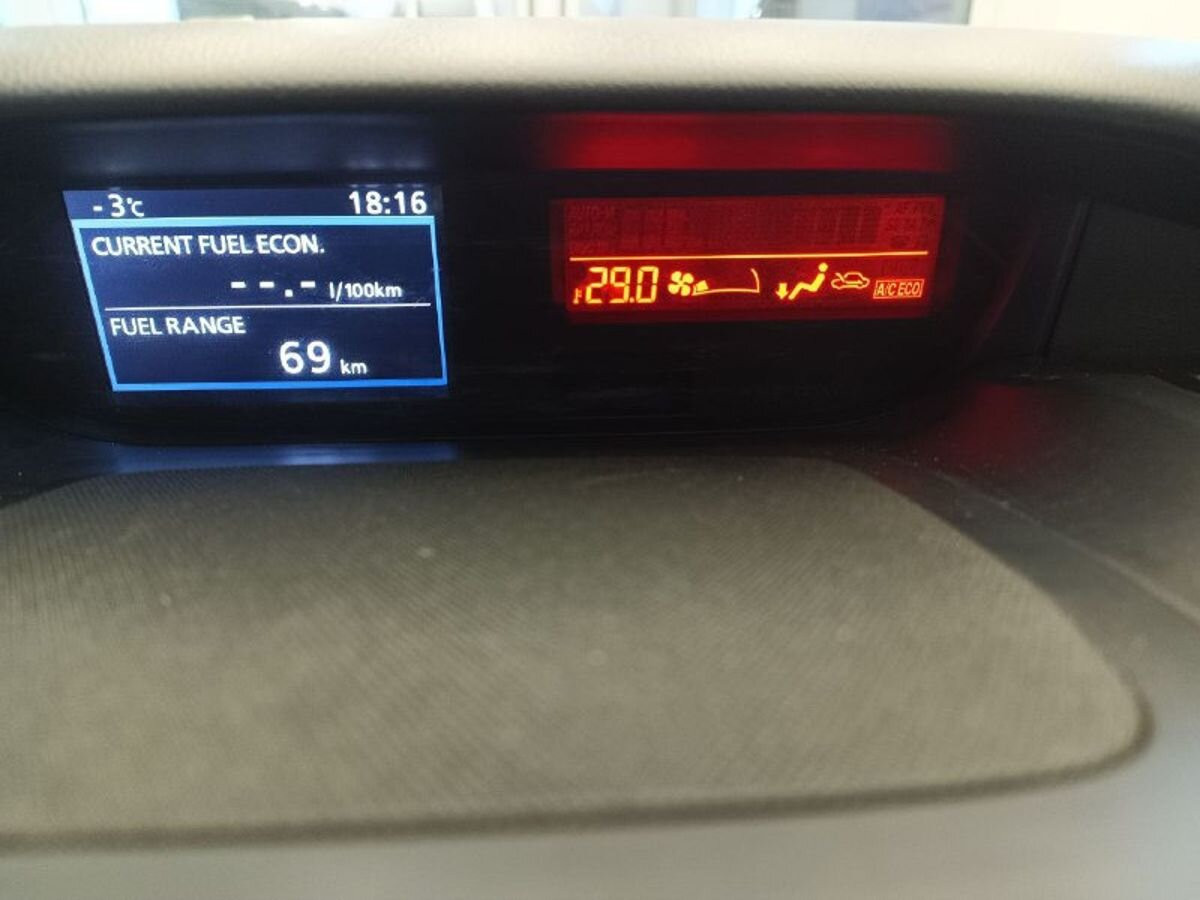 -3°C 18:16
CURRENT FUEL ECON.
--.- l/100km
FUEL RANGE
69 km
29.0 A/C ECO